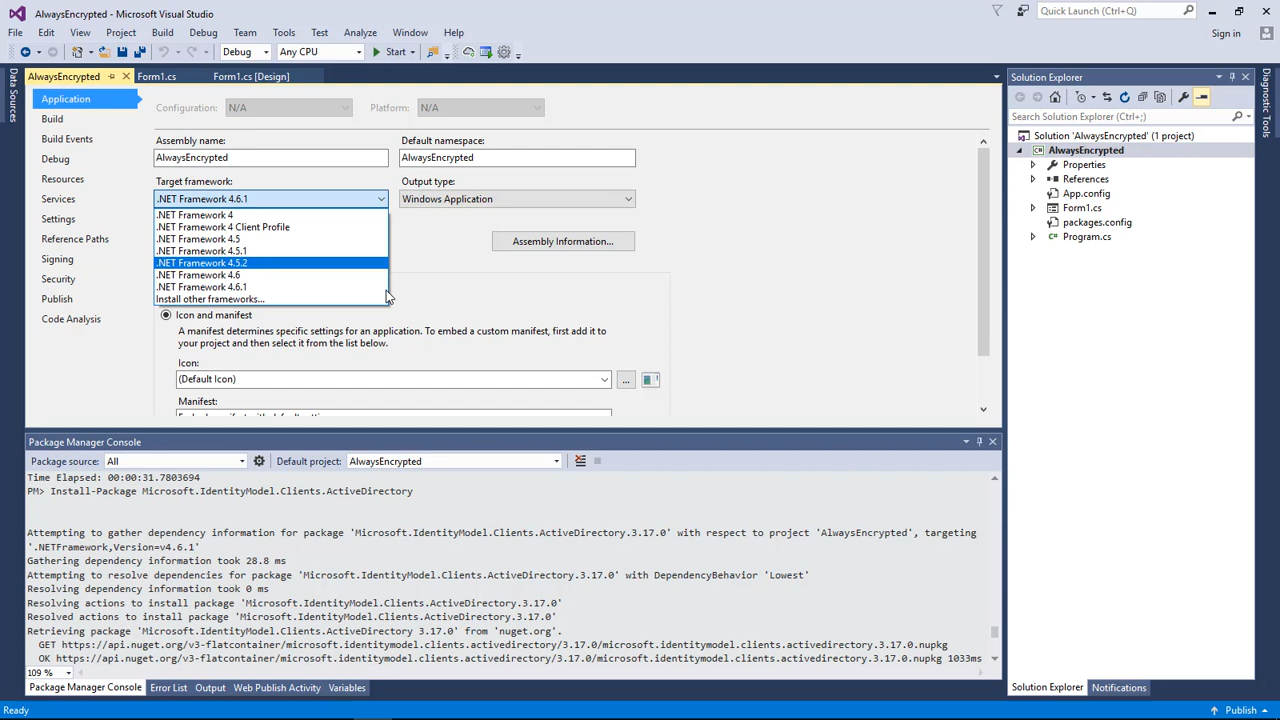 AlwaysEncrypted - Microsoft Visual Studio
Quick Launch (Ctrl+Q)
File Edit View Project Build Debug Team Tools Test Analyze Window Help
Sign in
Debug Any CPU Start
Data Sources
AlwaysEncrypted Form1.cs Form1.cs [Design]
Application
Build
Build Events
Debug
Resources
Services
Settings
Reference Paths
Signing
Security
Publish
Code Analysis
Configuration: N/A Platform: N/A
Assembly name: Default namespace:
AlwaysEncrypted AlwaysEncrypted
Target framework: Output type:
.NET Framework 4.6.1 Windows Application
.NET Framework 4
.NET Framework 4 Client Profile
.NET Framework 4.5
.NET Framework 4.5.1
.NET Framework 4.5.2
.NET Framework 4.6
.NET Framework 4.6.1
Install other frameworks...
Assembly Information...
Icon and manifest
A manifest determines specific settings for an application. To embed a custom manifest, first add it to
your project and then select it from the list below.
Icon:
(Default Icon) ...
Manifest:
Solution Explorer
Search Solution Explorer (Ctrl+;)
Solution 'AlwaysEncrypted' (1 project)
AlwaysEncrypted
Properties
References
App.config
Form1.cs
packages.config
Program.cs
Diagnostic Tools
Package Manager Console
Package source: All Default project: AlwaysEncrypted
Time Elapsed: 00:00:31.7803694
PM> Install-Package Microsoft.IdentityModel.Clients.ActiveDirectory
Attempting to gather dependency information for package 'Microsoft.IdentityModel.Clients.ActiveDirectory.3.17.0' with respect to project 'AlwaysEncrypted', targeting
'.NETFramework,Version=v4.6.1'
Gathering dependency information took 28.8 ms
Attempting to resolve dependencies for package 'Microsoft.IdentityModel.Clients.ActiveDirectory.3.17.0' with DependencyBehavior 'Lowest'
Resolving dependency information took 0 ms
Resolving actions to install package 'Microsoft.IdentityModel.Clients.ActiveDirectory.3.17.0'
Resolved actions to install package 'Microsoft.IdentityModel.Clients.ActiveDirectory.3.17.0'
Retrieving package 'Microsoft.IdentityModel.Clients.ActiveDirectory 3.17.0' from 'nuget.org'.
GET https://api.nuget.org/v3-flatcontainer/microsoft.identitymodel.clients.activedirectory/3.17.0/microsoft.identitymodel.clients.activedirectory.3.17.0.nupkg
OK https://api.nuget.org/v3-flatcontainer/microsoft.identitymodel.clients.activedirectory/3.17.0/microsoft.identitymodel.clients.activedirectory.3.17.0.nupkg 1033ms
109 %
Package Manager Console Error List Output Web Publish Activity Variables
Solution Explorer Notifications
Ready
Publish